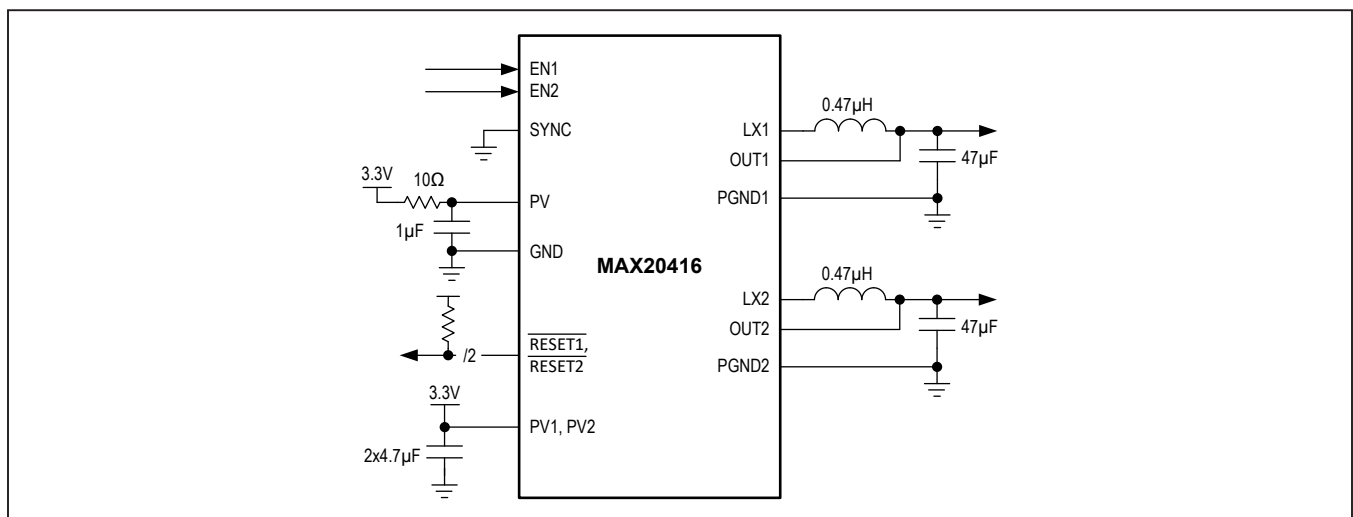 EN1
EN2
SYNC
3.3V
10Ω
PV
1µF
GND
MAX20416
/2
RESET1,
RESET2
3.3V
PV1, PV2
2x4.7µF
0.47µH
LX1
OUT1
47µF
PGND1
0.47µH
LX2
OUT2
47µF
PGND2